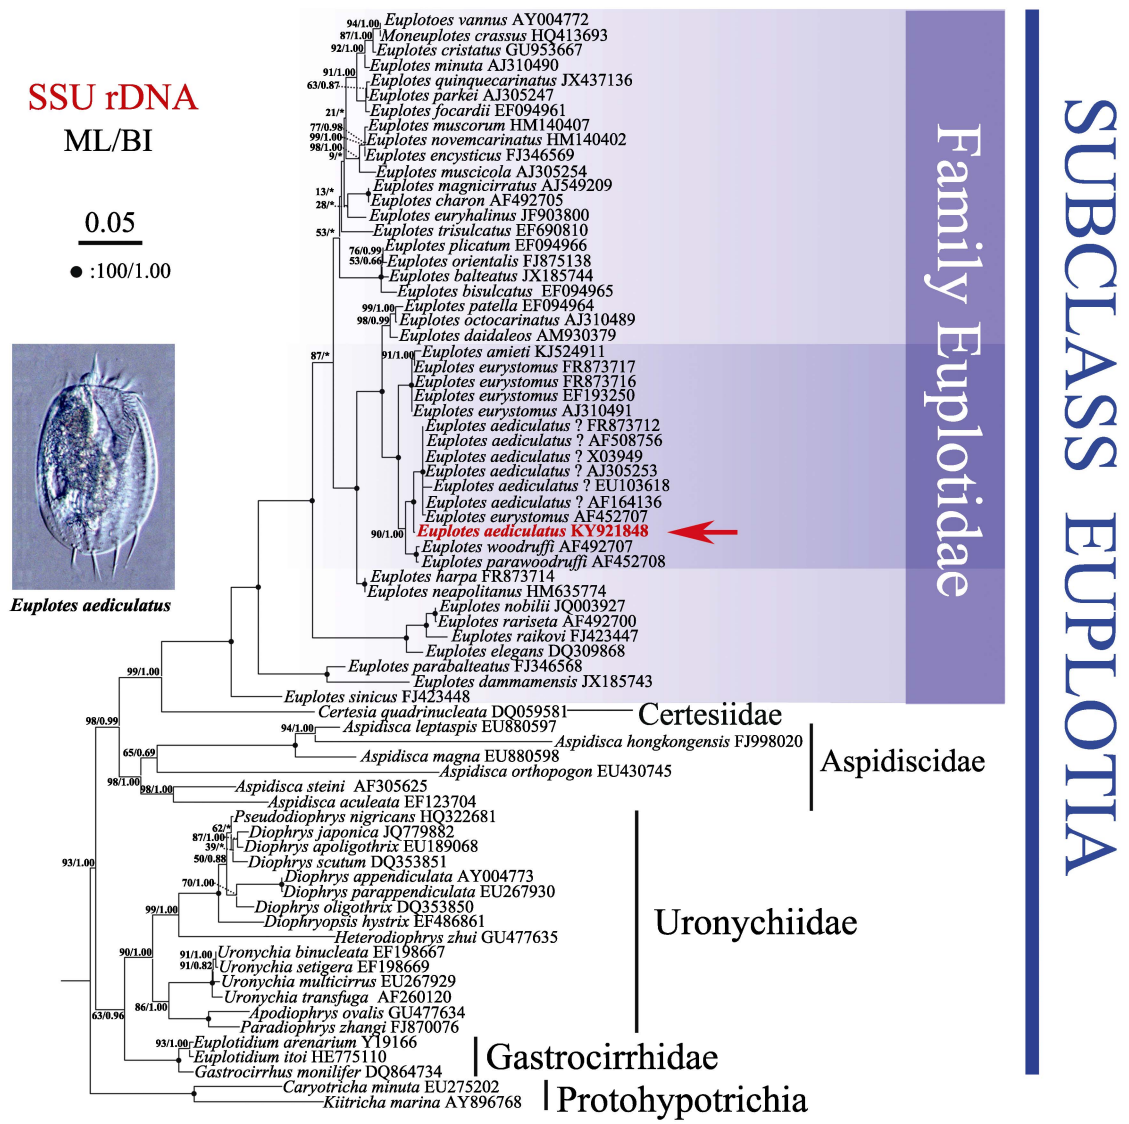 SSU rDNA
ML/BI
0.05
● :100/1.00
Euplotes aediculatus
94/1.00
87/1.00
92/1.00
91/1.00
63/0.87
21/*
77/0.98
99/1.00
98/1.00
9/*
13/*
28/*
53/*
76/0.99
53/0.66
99/1.00
98/0.99
87/*
91/1.00
90/1.00
99/1.00
98/0.99
94/1.00
65/0.69
98/1.00
98/1.00
62/*
87/1.00
39/*
50/0.88
70/1.00
93/1.00
99/1.00
90/1.00
91/1.00
91/0.82
86/1.00
63/0.96
93/1.00
Euplotoes vannus AY004772
Moneuplotes crassus HQ413693
Euplotes cristatus GU953667
Euplotes minuta AJ310490
Euplotes quinquecarinatus JX437136
Euplotes parkei AJ305247
Euplotes focardii EF094961
Euplotes muscorum HM140407
Euplotes novemcarinatus HM140402
Euplotes encysticus FJ346569
Euplotes muscicola AJ305254
Euplotes magnicirratus AJ549209
Euplotes charon AF492705
Euplotes euryhalinus JF903800
Euplotes trisulcatus EF690810
Euplotes plicatum EF094966
Euplotes orientalis FJ875138
Euplotes balteatus JX185744
Euplotes bisulcatus EF094965
Euplotes patella EF094964
Euplotes octocarinatus AJ310489
Euplotes daidaleos AM930379
Euplotes amieti KJ524911
Euplotes eurystomus FR873717
Euplotes eurystomus FR873716
Euplotes eurystomus EF193250
Euplotes eurystomus AJ310491
Euplotes aediculatus ? FR873712
Euplotes aediculatus ? AF508756
Euplotes aediculatus ? X03949
Euplotes aediculatus ? AJ305253
Euplotes aediculatus ? EU103618
Euplotes aediculatus ? AF164136
Euplotes eurystomus AF452707
Euplotes aediculatus KY921848
Euplotes woodruffi AF492707
Euplotes parawoodruffi AF452708
Euplotes harpa FR873714
Euplotes neapolitanus HM635774
Euplotes nobilii JQ003927
Euplotes rariseta AF492700
Euplotes raikovi FJ423447
Euplotes elegans DQ309868
Euplotes parabalteatus FJ346568
Euplotes dammamensis JX185743
Euplotes sinicus FJ423448
Certesia quadrinucleata DQ059581
Aspidisca leptaspis EU880597
Aspidisca hongkongensis FJ998020
Aspidisca magna EU880598
Aspidisca orthopogon EU430745
Aspidisca steini AF305625
Aspidisca aculeata EF123704
Pseudodiophrys nigricans HQ322681
Diophrys japonica JQ779882
Diophrys apoligothrix EU189068
Diophrys scutum DQ353851
Diophrys appendiculata AY004773
Diophrys parappendiculata EU267930
Diophrys oligothrix DQ353850
Diophryopsis hystrix EF486861
Heterodiophrys zhui GU477635
Uronychia binucleata EF198667
Uronychia setigera EF198669
Uronychia multicirrus EU267929
Uronychia transfuga AF260120
Apodiophrys ovalis GU477634
Paradiophrys zhangi FJ870076
Euplotidium arenarium Y19166
Euplotidium itoi HE775110
Gastrocirrhus monilifer DQ864734
Caryotricha minuta EU275202
Kiitricha marina AY896768
Family Euplotidae
Certesiidae
Aspidiscidae
Uronychiidae
Gastrocirrhidae
Protohypotrichia
SUBCLASS EUPLOTIA